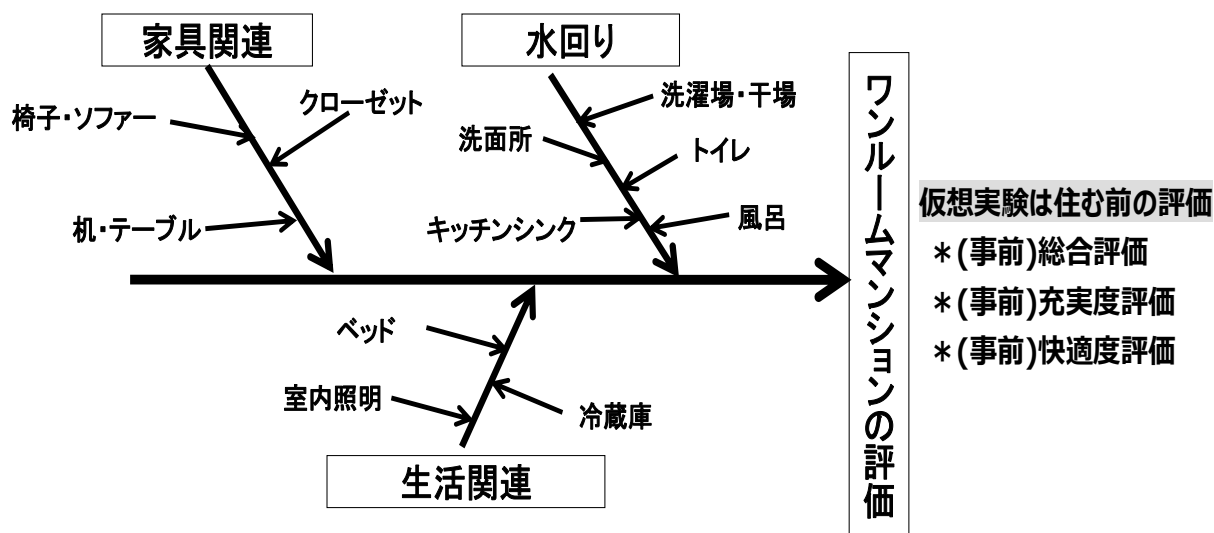 家具関連
水回り
椅子・ソファー
クローゼット
机・テーブル
洗濯場・干場
洗面所
トイレ
キッチンシンク
風呂
ベッド
室内照明
冷蔵庫
生活関連
ワンルームマンションの評価
仮想実験は住む前の評価
＊(事前)総合評価
＊(事前)充実度評価
＊(事前)快適度評価